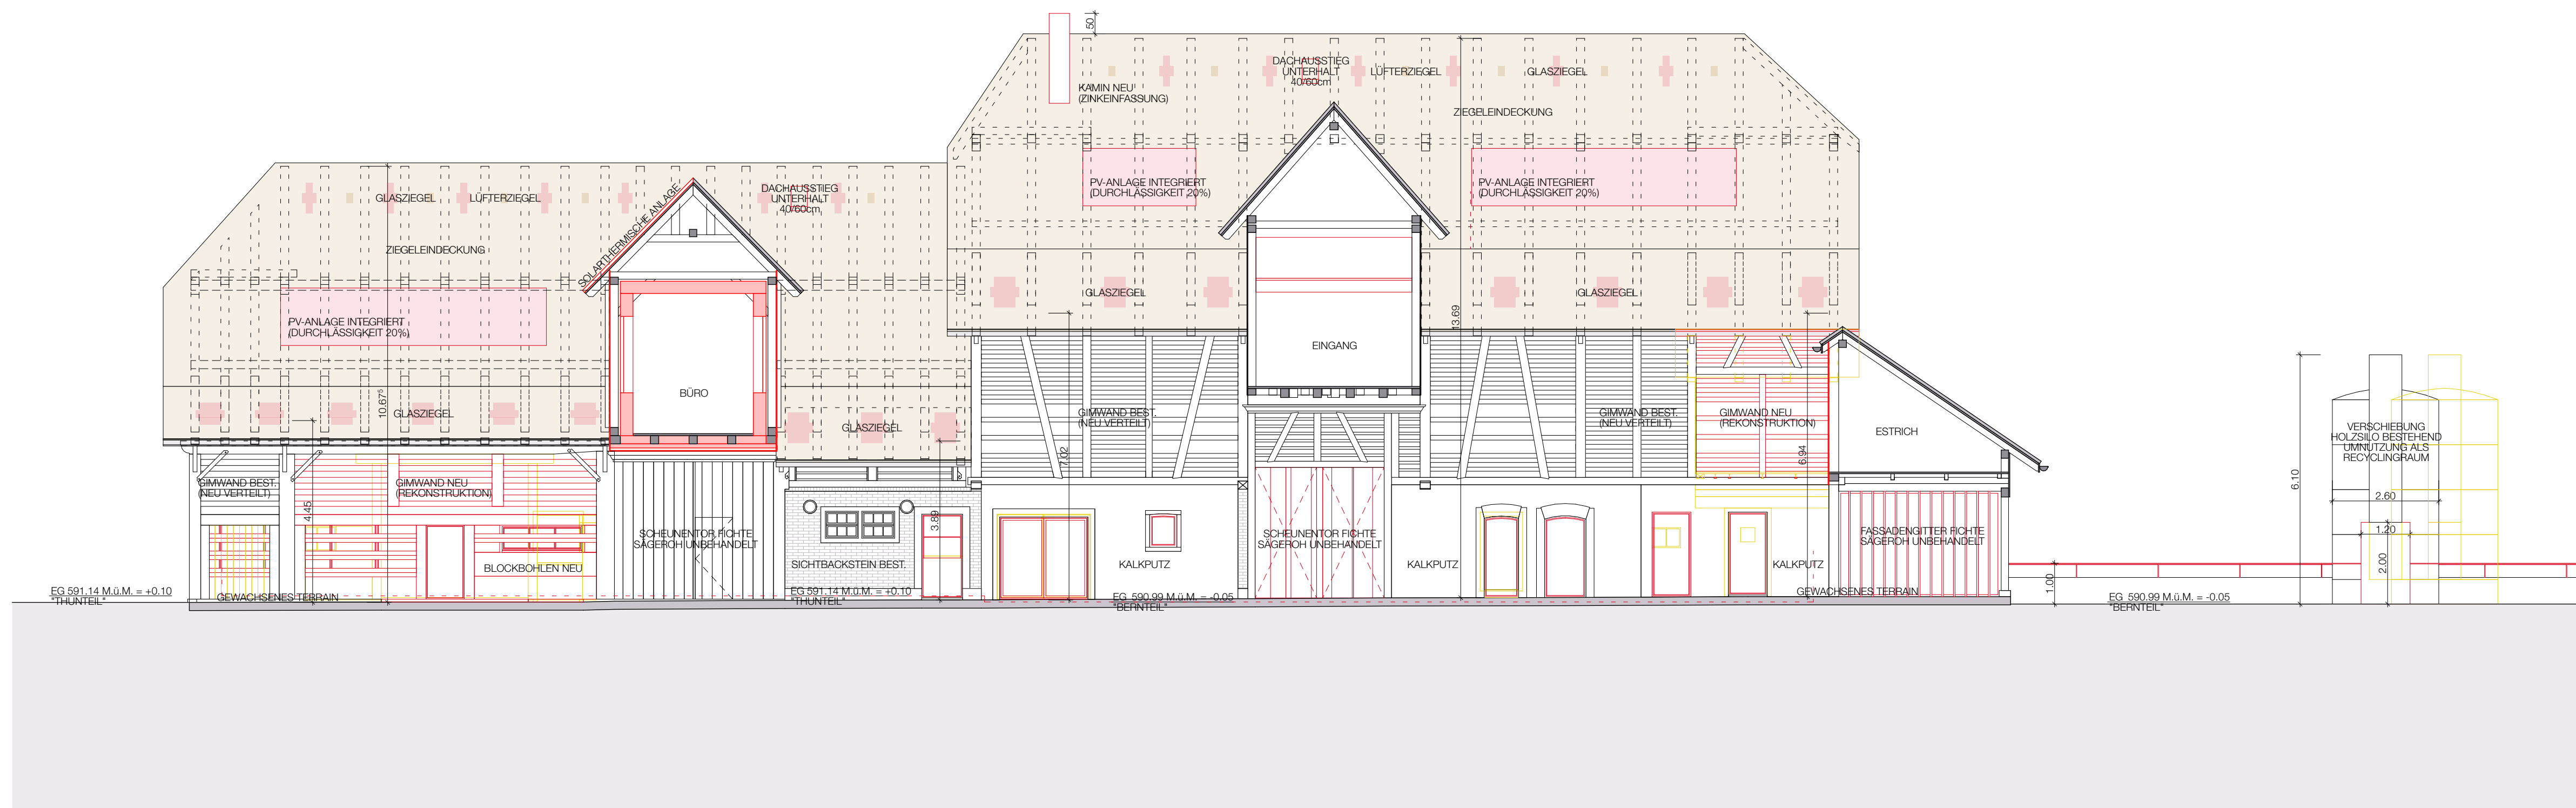 50
DACHAUSSTIEG
UNTERHALT
40/60cm
LÜFTERZIEGEL
GLASZIEGEL
KAMIN NEU
(ZINKEINFASSUNG)
ZIEGELEINDECKUNG
PV-ANLAGE INTEGRIERT
(DURCHLÄSSIGKEIT 20%)
PV-ANLAGE INTEGRIERT
(DURCHLÄSSIGKEIT 20%)
GLASZIEGEL
LÜFTERZIEGEL
SOLARTHERMISCHE ANLAGE
DACHAUSSTIEG
UNTERHALT
40/60cm
ZIEGELEINDECKUNG
GLASZIEGEL
GLASZIEGEL
PV-ANLAGE INTEGRIERT
(DURCHLÄSSIGKEIT 20%)
13.69
EINGANG
BÜRO
10.67⁵
GLASZIEGEL
GLASZIEGEL
GIMWAND BEST.
(NEU VERTEILT)
GIMWAND BEST.
(NEU VERTEILT)
GIMWAND NEU
(REKONSTRUKTION)
ESTRICH
VERSCHIEBUNG
HOLZSILO BESTEHEND
UMNUTZUNG ALS
RECYCLINGRAUM
7.02
6.94
6.10
GIMWAND BEST.
(NEU VERTEILT)
GIMWAND NEU
(REKONSTRUKTION)
2.60
4.45
3.89
1.20
SCHEUNENTOR FICHTE
SÄGEROH UNBEHANDELT
SCHEUNENTOR FICHTE
SÄGEROH UNBEHANDELT
FASSADENGITTER FICHTE
SÄGEROH UNBEHANDELT
BLOCKBOHLEN NEU
SICHTBACKSTEIN BEST.
KALKPUTZ
KALKPUTZ
KALKPUTZ
2.00
1.00
EG 591.14 M.ü.M. = +0.10
"THUNTEIL"
GEWACHSENES TERRAIN
EG 591.14 M.ü.M. = +0.10
"THUNTEIL"
EG 590.99 M.ü.M. = -0.05
"BERNTEIL"
GEWACHSENES TERRAIN
EG 590.99 M.ü.M. = -0.05
"BERNTEIL"